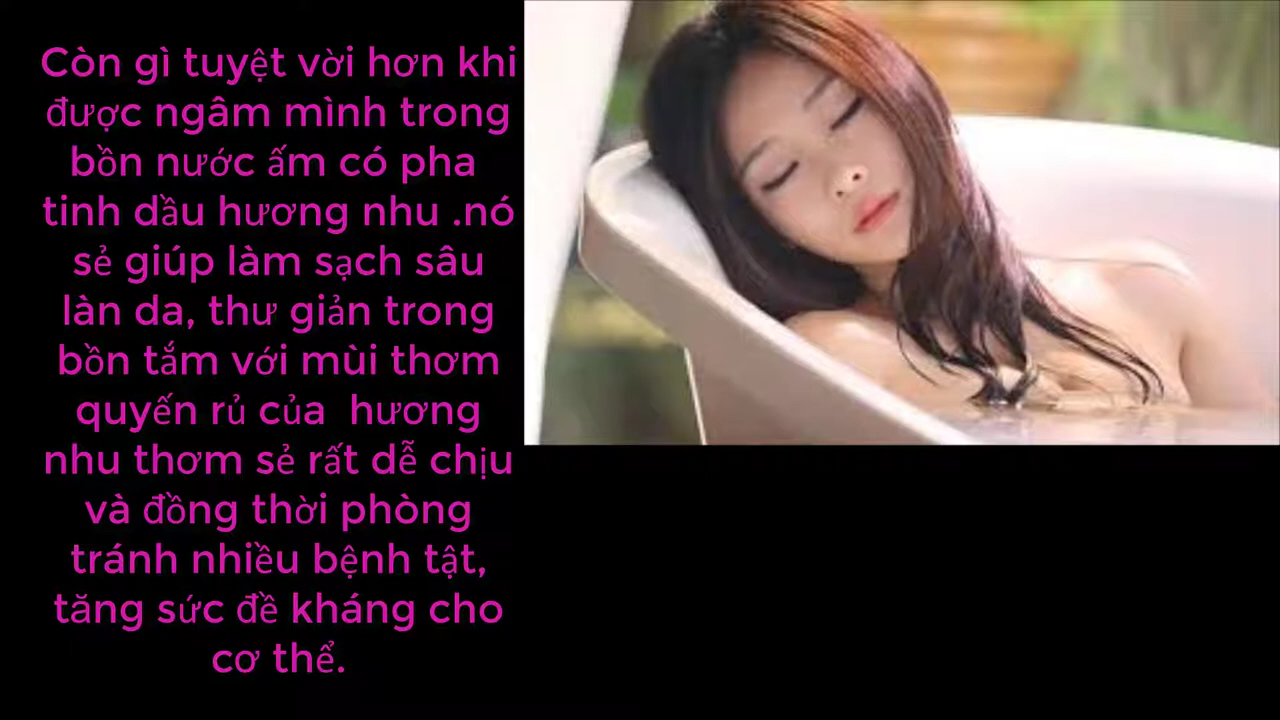 Còn gì tuyệt vời hơn khi
được ngâm mình trong
bồn nước ấm có pha
tinh dầu hương nhu .nó
sẻ giúp làm sạch sâu
làn da, thư giản trong
bồn tắm với mùi thơm
quyến rủ của  hương
nhu thơm sẻ rất dễ chịu
và đồng thời phòng
tránh nhiều bệnh tật,
tăng sức đề kháng cho
cơ thể.